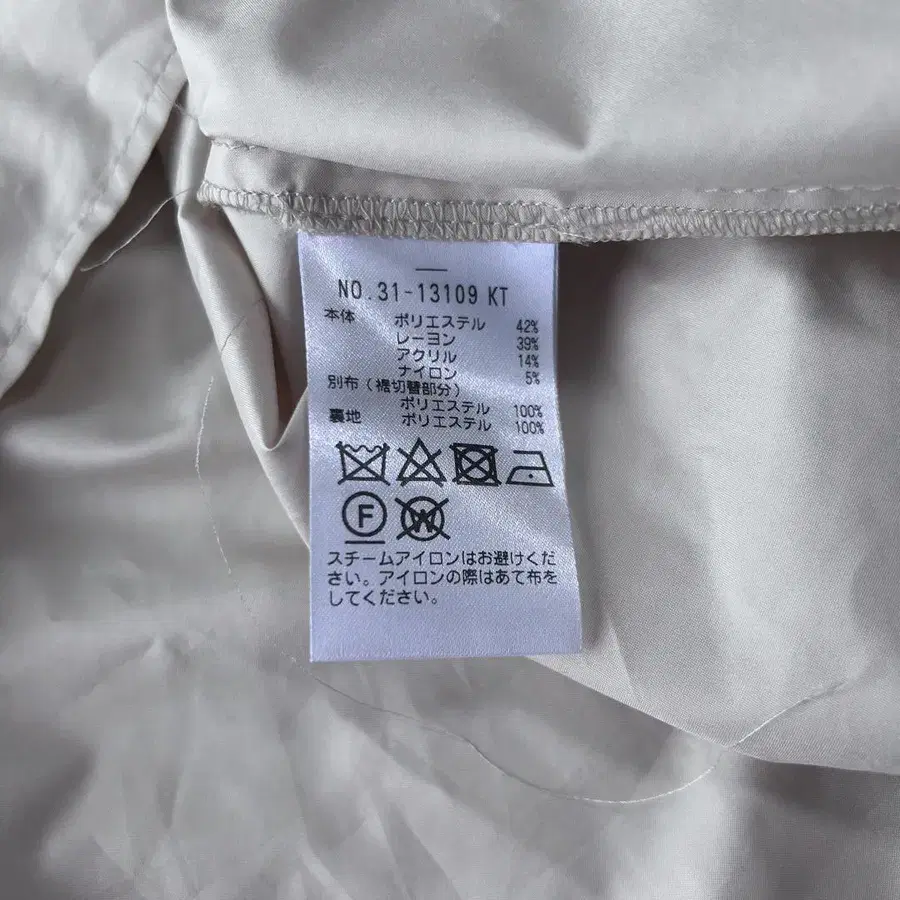 NO.31-13109 KT
本体 ポリエステル 42%
レーヨン 39%
アクリル 14%
ナイロン 5%
別布(裾切替部分)
ポリエステル 100%
裏地 ポリエステル 100%
F W
スチームアイロンはお避けくだ
さい。アイロンの際はあて布を
してください。